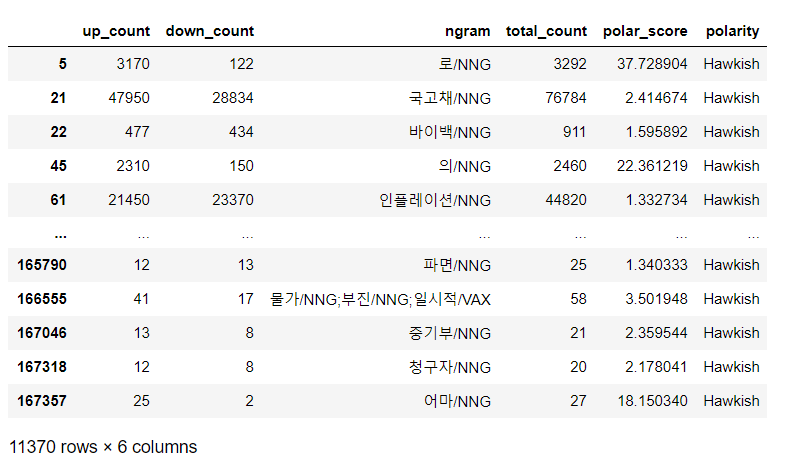 up_count down_count ngram total_count polar_score polarity
5 3170 122 로/NNG 3292 37.728904 Hawkish
21 47950 28834 국고채/NNG 76784 2.414674 Hawkish
22 477 434 바이백/NNG 911 1.595892 Hawkish
45 2310 150 의/NNG 2460 22.361219 Hawkish
61 21450 23370 인플레이션/NNG 44820 1.332734 Hawkish
... ... ... ... ... ... ...
165790 12 13 파면/NNG 25 1.340333 Hawkish
166555 41 17 물가/NNG;부진/NNG;일시적/VAX 58 3.501948 Hawkish
167046 13 8 중기부/NNG 21 2.359544 Hawkish
167318 12 8 청구자/NNG 20 2.178041 Hawkish
167357 25 2 어마/NNG 27 18.150340 Hawkish
11370 rows × 6 columns